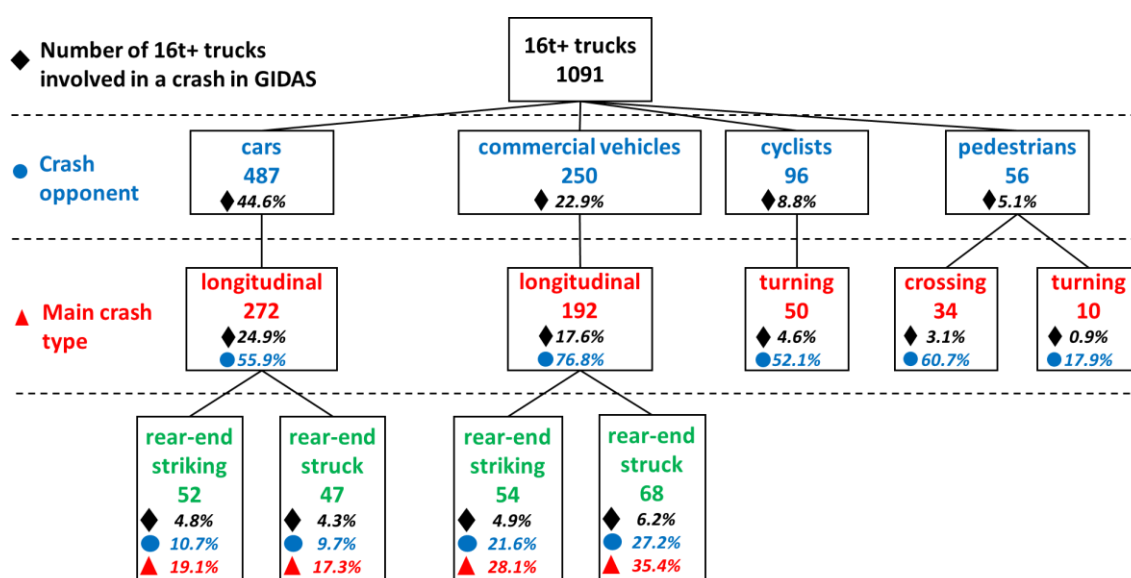 Number of 16t+ trucks
involved in a crash in GIDAS
16t+ trucks
1091
Crash
opponent
cars
487
44.6%
commercial vehicles
250
22.9%
cyclists
96
8.8%
pedestrians
56
5.1%
Main crash
type
longitudinal
272
24.9%
55.9%
longitudinal
192
17.6%
76.8%
turning
50
4.6%
52.1%
crossing
34
3.1%
60.7%
turning
10
0.9%
17.9%
rear-end
striking
52
4.8%
10.7%
19.1%
rear-end
struck
47
4.3%
9.7%
17.3%
rear-end
striking
54
4.9%
21.6%
28.1%
rear-end
struck
68
6.2%
27.2%
35.4%